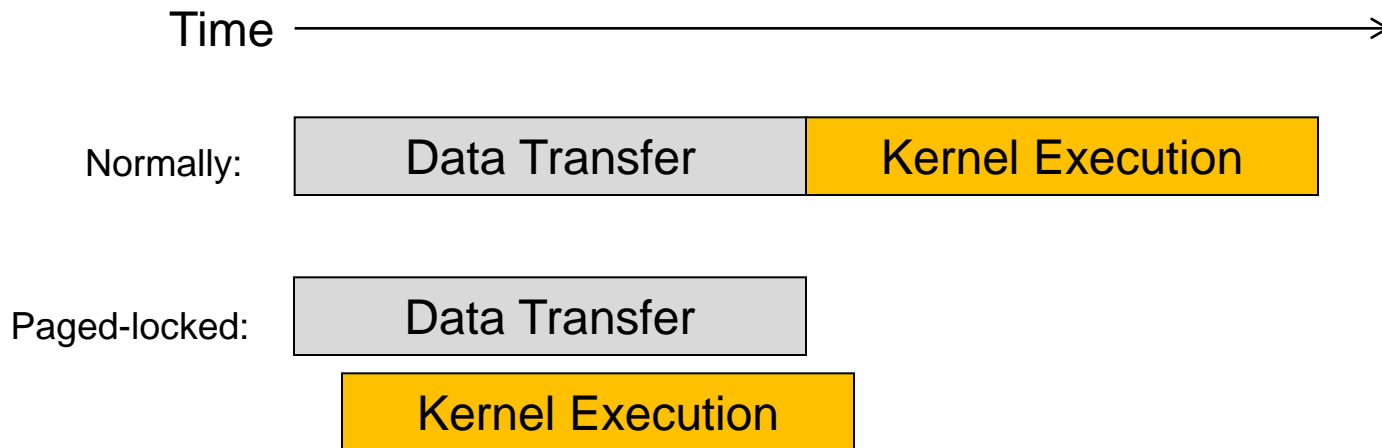 Time
Normally: Data Transfer Kernel Execution
Paged-locked: Data Transfer
Kernel Execution